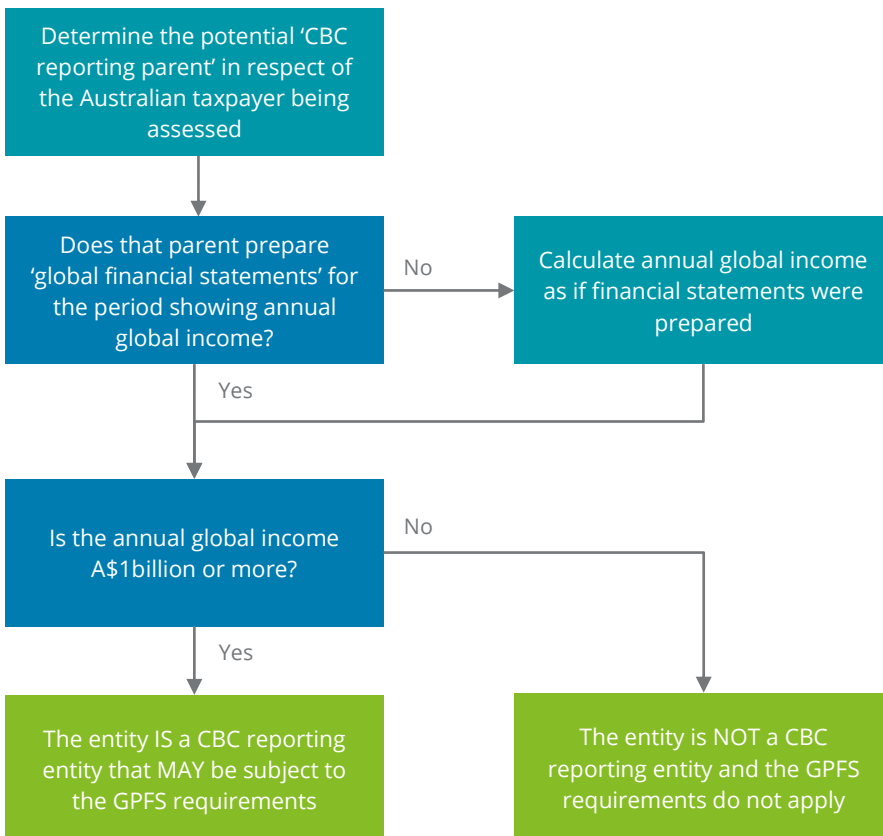 Determine the potential ‘CBC
reporting parent’ in respect of
the Australian taxpayer being
assessed
Does that parent prepare
‘global financial statements’ for
the period showing annual
global income?
No
Calculate annual global income
as if financial statements were
prepared
Yes
Is the annual global income
A$1billion or more?
No
Yes
The entity IS a CBC reporting
entity that MAY be subject to
the GPFS requirements
The entity is NOT a CBC
reporting entity and the GPFS
requirements do not apply